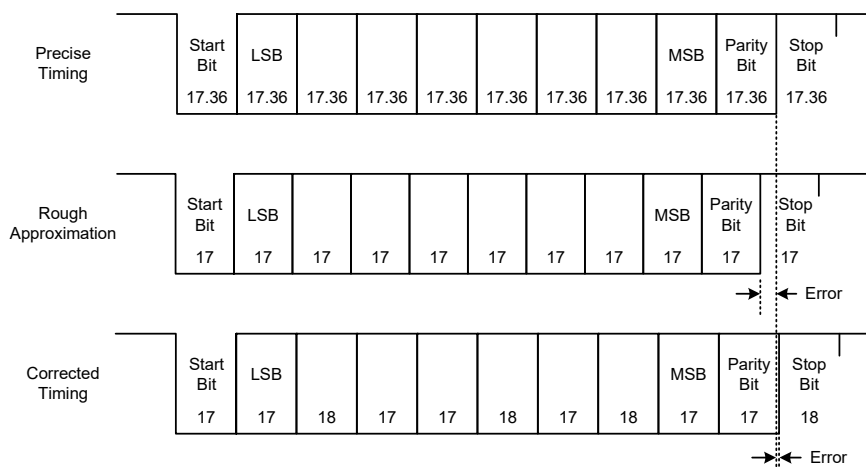 Precise
Timing
Start
Bit
LSB
MSB
Parity
Bit
Stop
Bit
17.36 17.36 17.36 17.36 17.36 17.36 17.36 17.36 17.36 17.36 17.36
Rough
Approximation
Start
Bit
LSB
MSB
Parity
Bit
Stop
Bit
17 17 17 17 17 17 17 17 17 17 17
Error
Corrected
Timing
Start
Bit
LSB
MSB
Parity
Bit
Stop
Bit
17 17 18 17 17 18 17 18 17 17 18
Error